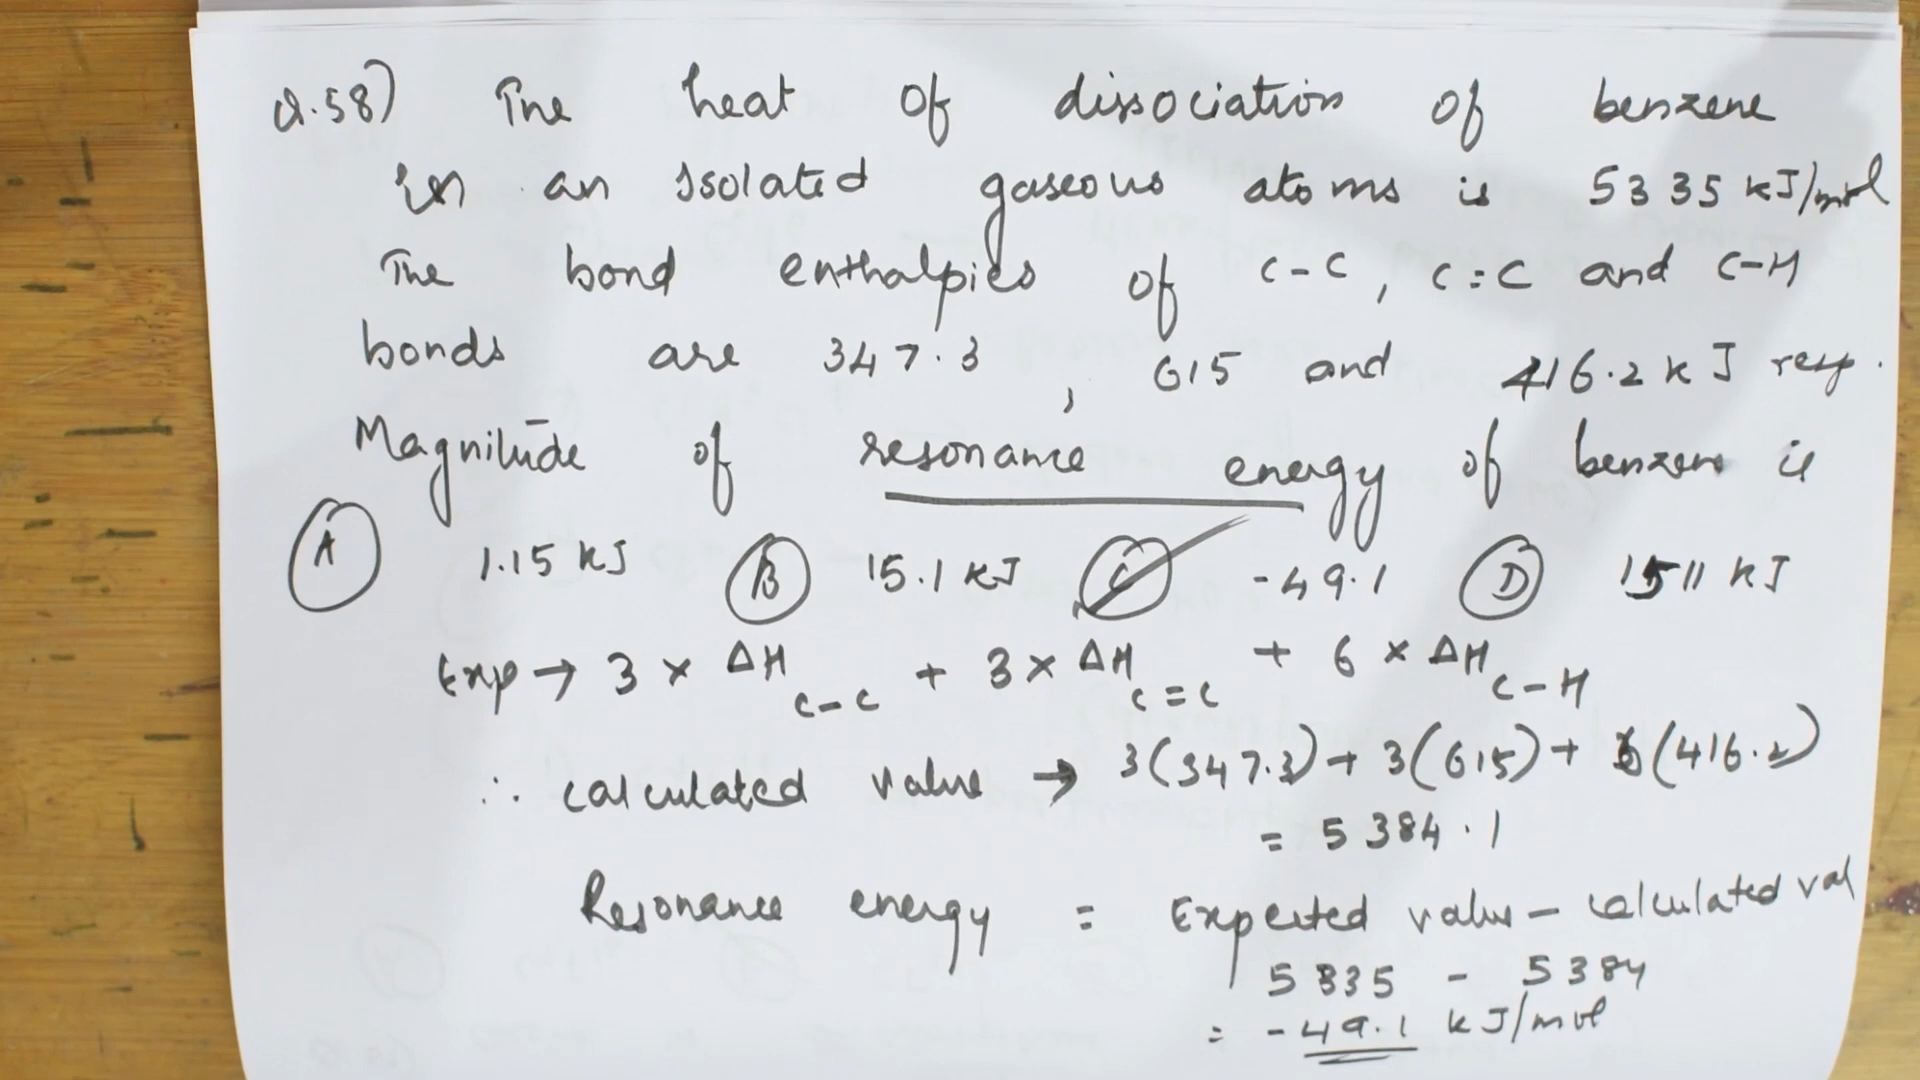 Q.58) The heat of dissociation of benzene
in an isolated gaseous atoms is 5335 kJ/mol
The bond enthalpies of C-C, C=C and C-H
bonds are 347.3, 615 and 416.2 kJ resp.
Magnitude of resonance energy of benzene is
A 1.15 kJ B 15.1 kJ C -49.1 D 1511 kJ
Exp → 3 × ΔH C-C + 3 × ΔH C=C + 6 × ΔH C-H
∴ calculated value → 3(347.3) + 3(615) + 6(416.2)
= 5384.1
Resonance energy = Expected value - calculated val
5335 - 5384
= -49.1 kJ/mol